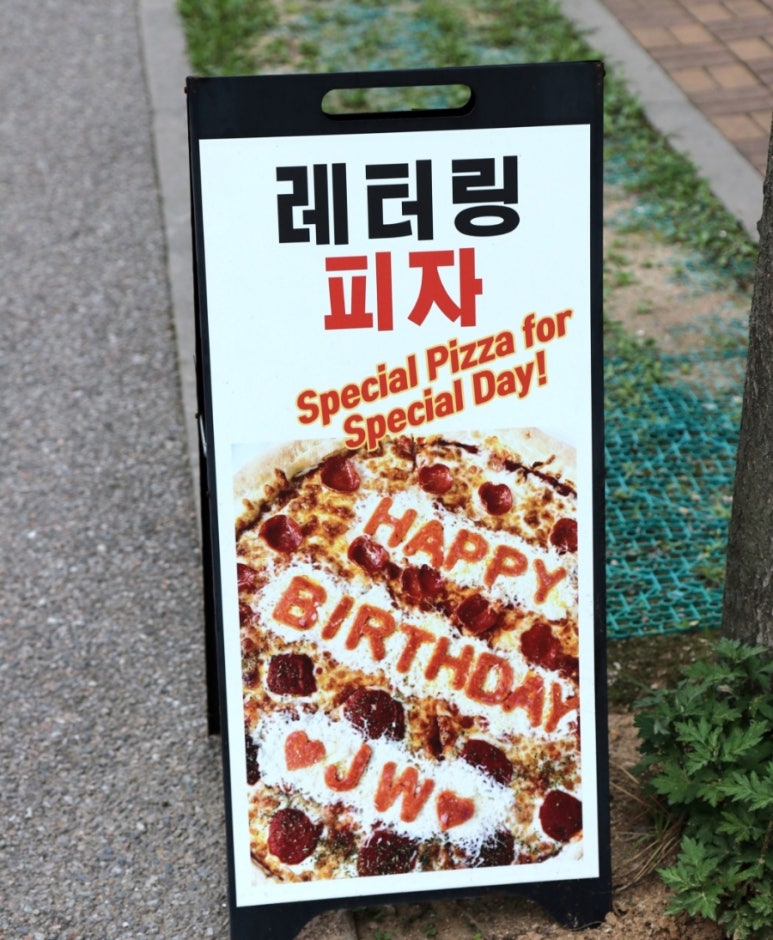 레터링
피자
Special Pizza for
Special Day!
HAPPY
BIRTHDAY
♥JW♥